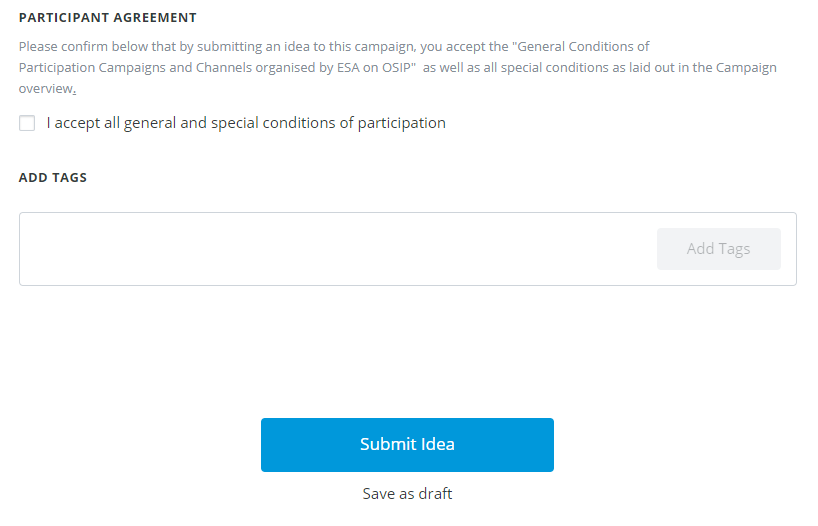 PARTICIPANT AGREEMENT
Please confirm below that by submitting an idea to this campaign, you accept the "General Conditions of
Participation Campaigns and Channels organised by ESA on OSIP"  as well as all special conditions as laid out in the Campaign
overview.
I accept all general and special conditions of participation
ADD TAGS
Add Tags
Submit Idea
Save as draft